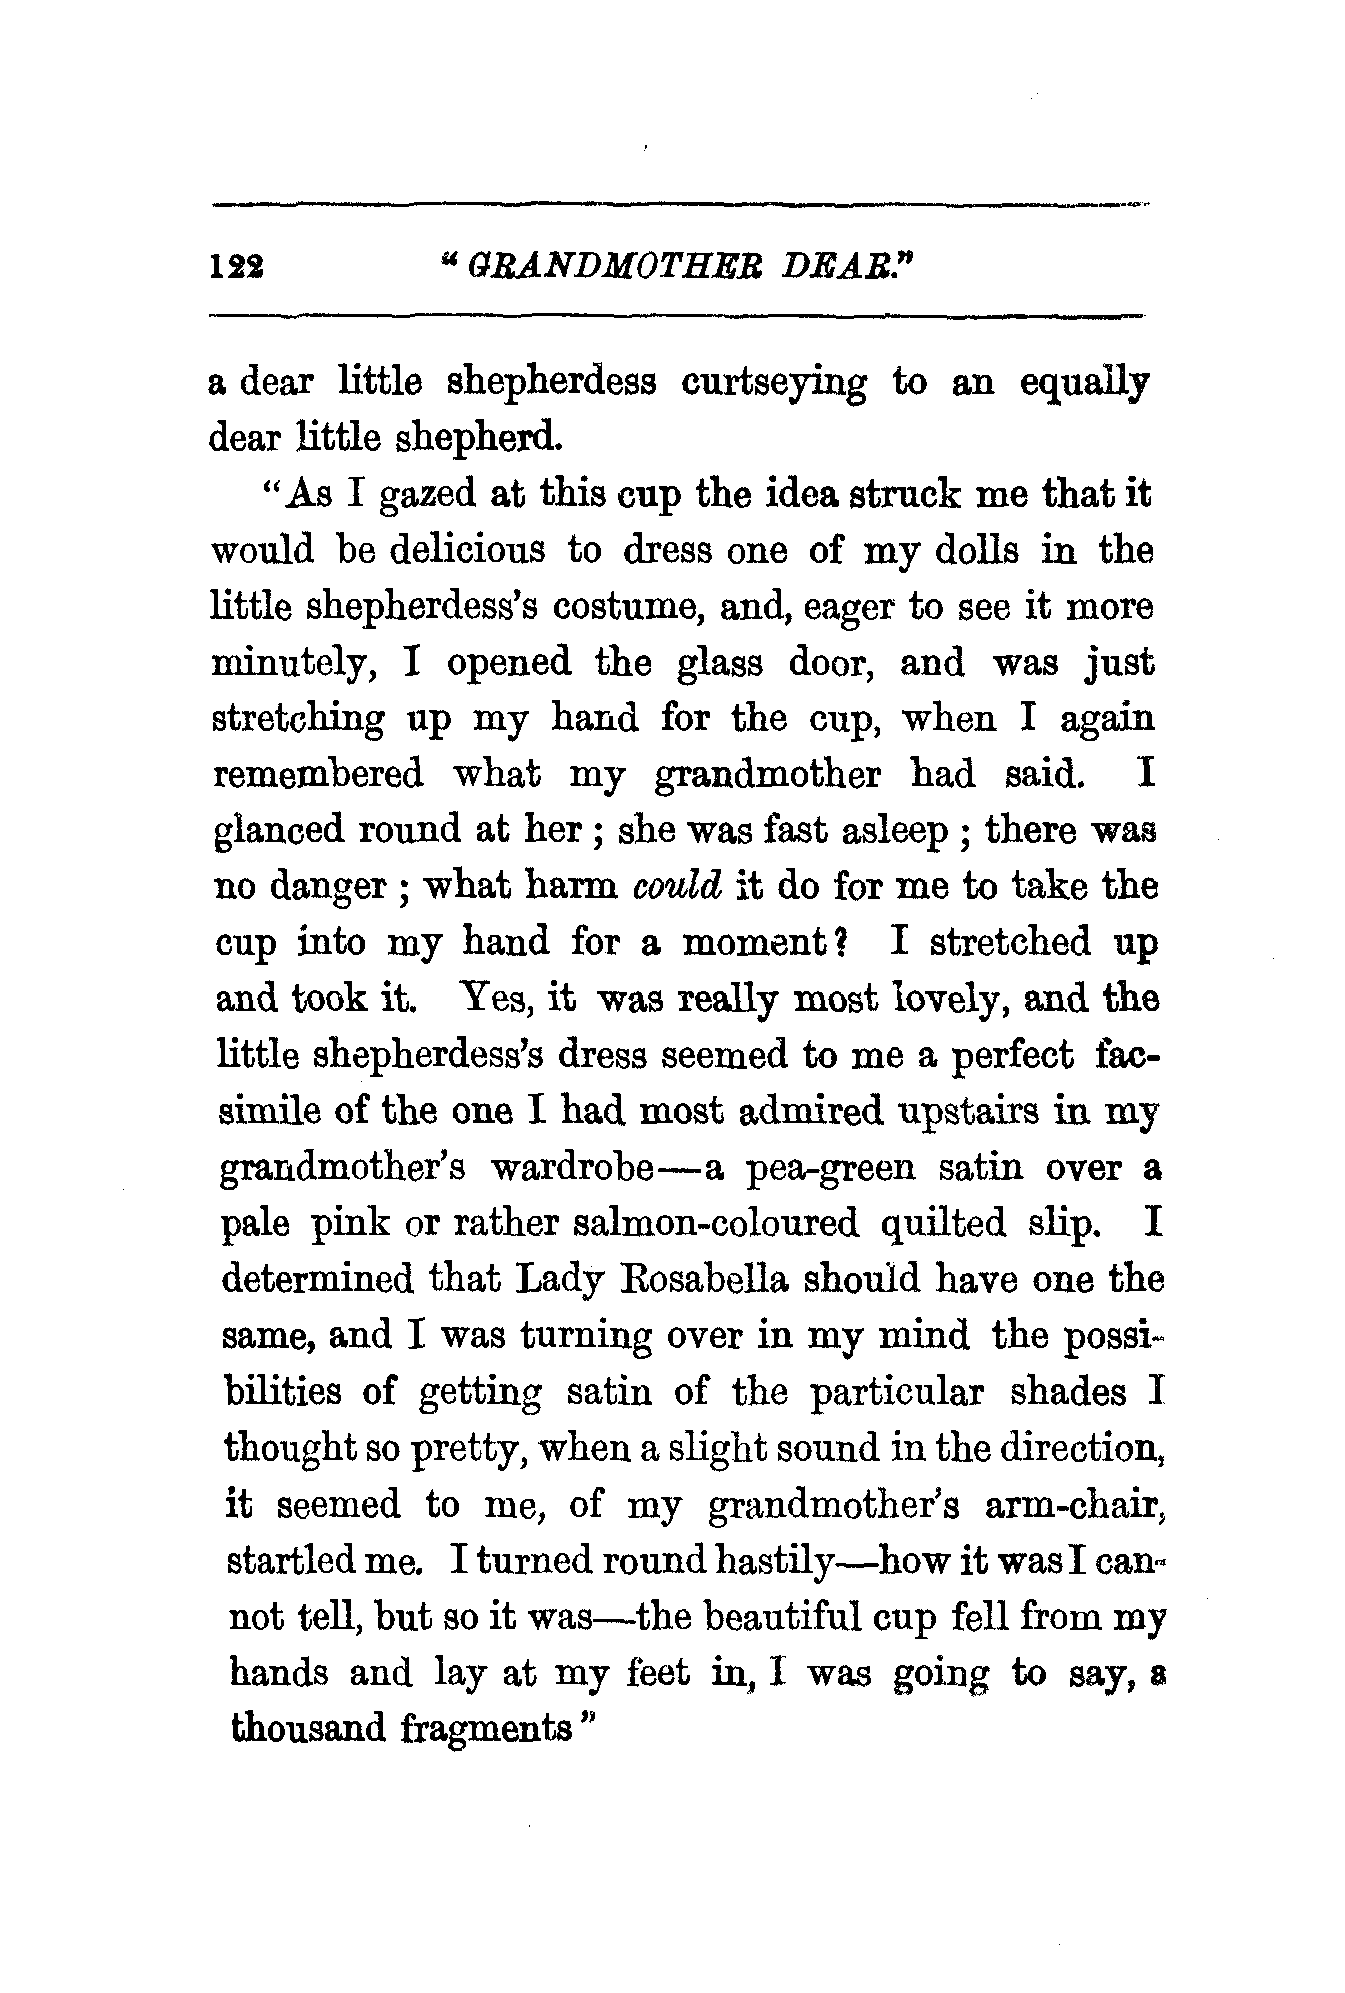 122 "GRANDMOTHER DEAR."
a dear little shepherdess curtseying to an equally
dear little shepherd.
"As I gazed at this cup the idea struck me that it
would be delicious to dress one of my dolls in the
little shepherdess's costume, and, eager to see it more
minutely, I opened the glass door, and was just
stretching up my hand for the cup, when I again
remembered what my grandmother had said. I
glanced round at her ; she was fast asleep ; there was
no danger ; what harm could it do for me to take the
cup into my hand for a moment? I stretched up
and took it. Yes, it was really most lovely, and the
little shepherdess's dress seemed to me a perfect fac-
simile of the one I had most admired upstairs in my
grandmother's wardrobe—a pea-green satin over a
pale pink or rather salmon-coloured quilted slip. I
determined that Lady Rosabella should have one the
same, and I was turning over in my mind the possi-
bilities of getting satin of the particular shades I
thought so pretty, when a slight sound in the direction,
it seemed to me, of my grandmother's arm-chair,
startled me. I turned round hastily—how it was I can-
not tell, but so it was—the beautiful cup fell from my
hands and lay at my feet in, I was going to say, a
thousand fragments"